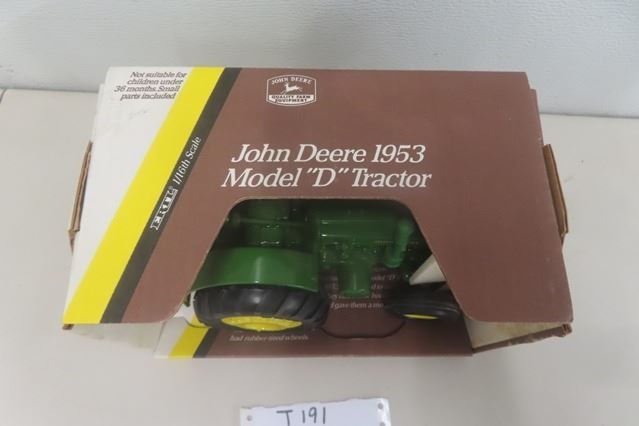 Not suitable for
children under
36 months. Small
parts included
JOHN DEERE
QUALITY FARM
EQUIPMENT
ERTL
1/16th Scale
John Deere 1953
Model "D" Tractor
had rubber tired wheels.
T 191